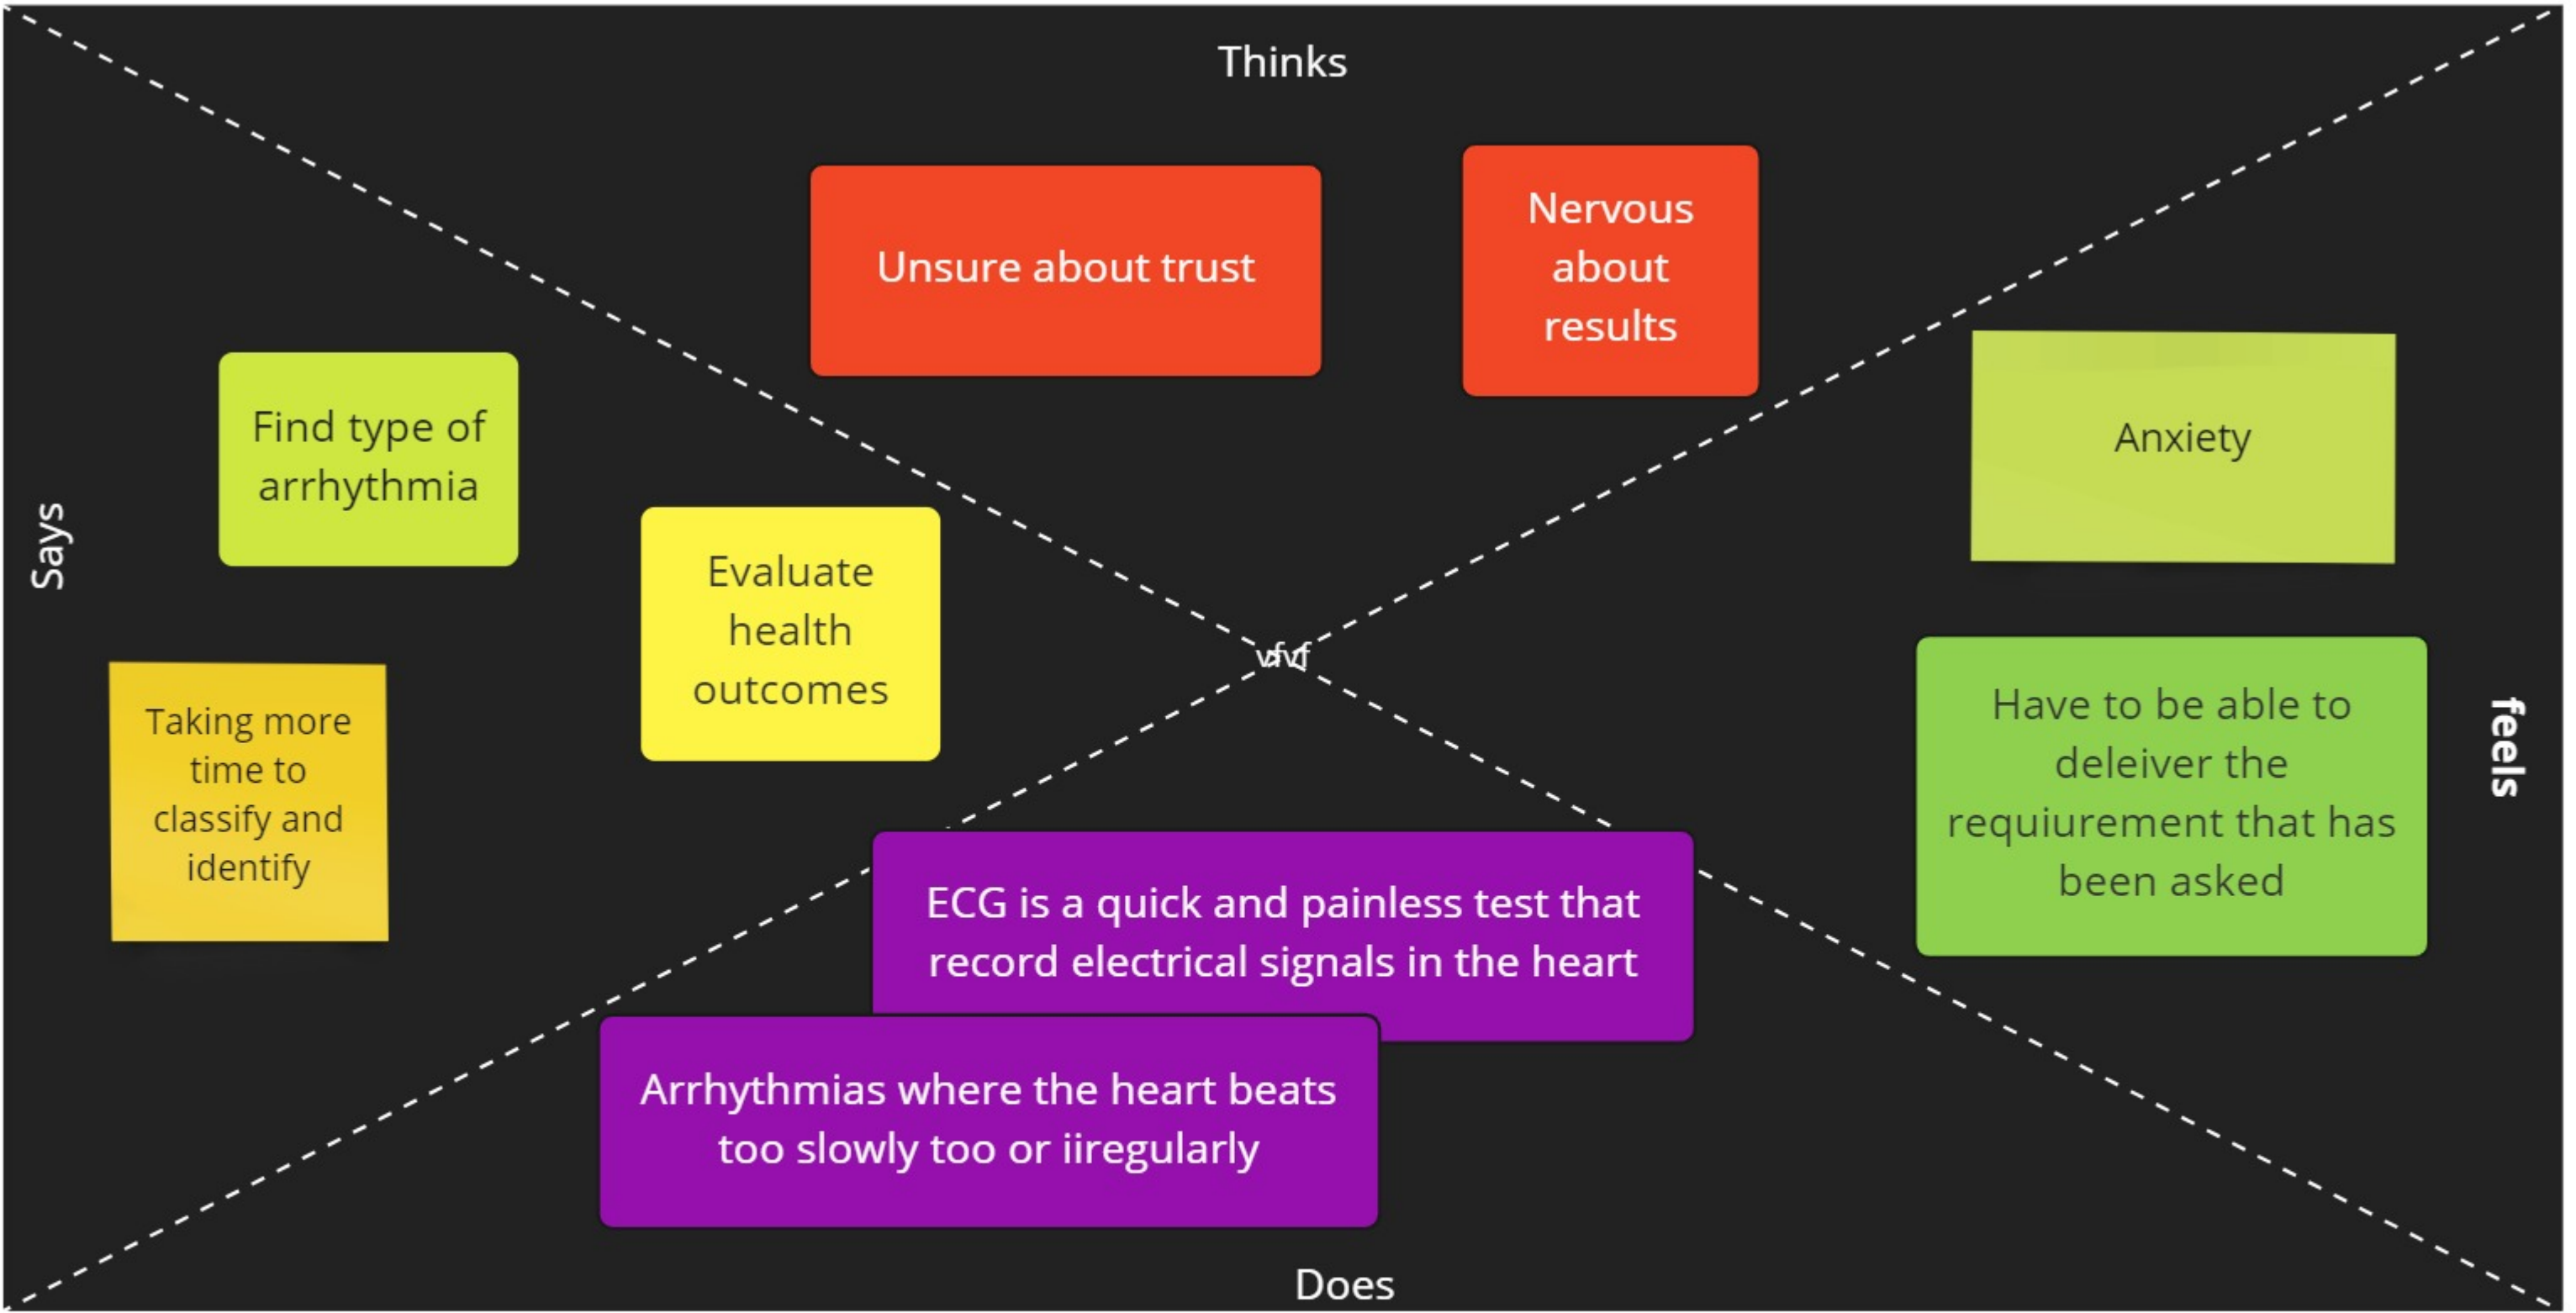 Thinks
Unsure about trust
Nervous
about
results
Says
Find type of
arrhythmia
Evaluate
health
outcomes
Taking more
time to
classify and
identify
Anxiety
Have to be able to
deleiver the
requiurement that has
been asked
feels
ECG is a quick and painless test that
record electrical signals in the heart
Arrhythmias where the heart beats
too slowly too or iiregularly
Does